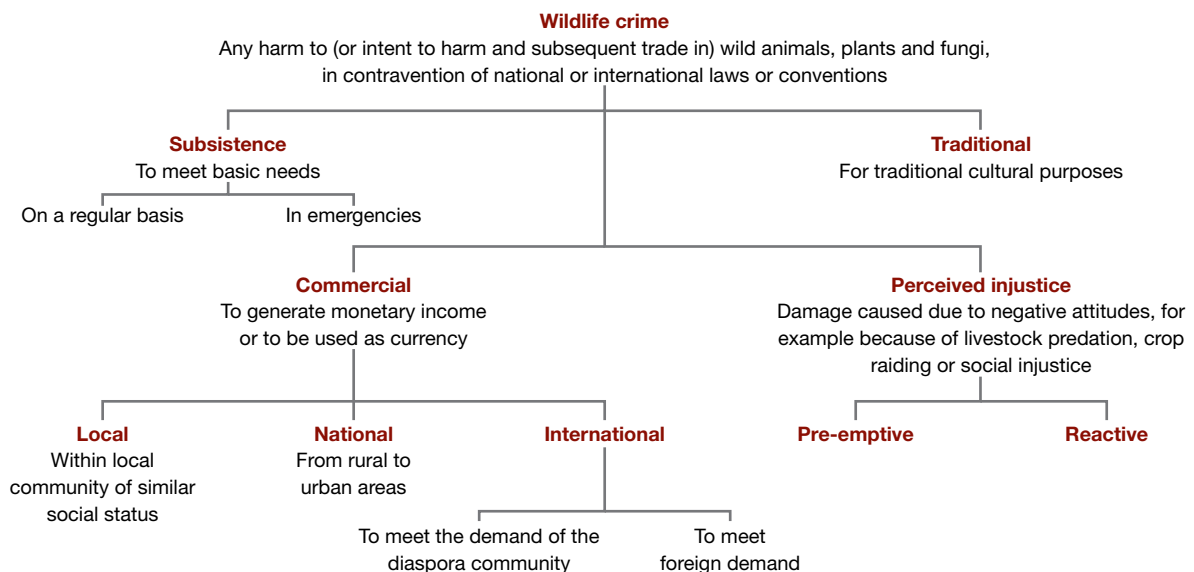 Wildlife crime
Any harm to (or intent to harm and subsequent trade in) wild animals, plants and fungi,
in contravention of national or international laws or conventions
Subsistence
To meet basic needs
On a regular basis
In emergencies
Traditional
For traditional cultural purposes
Commercial
To generate monetary income
or to be used as currency
Perceived injustice
Damage caused due to negative attitudes, for
example because of livestock predation, crop
raiding or social injustice
Local
Within local
community of similar
social status
National
From rural to
urban areas
International
To meet the demand of the
diaspora community
To meet
foreign demand
Pre-emptive
Reactive